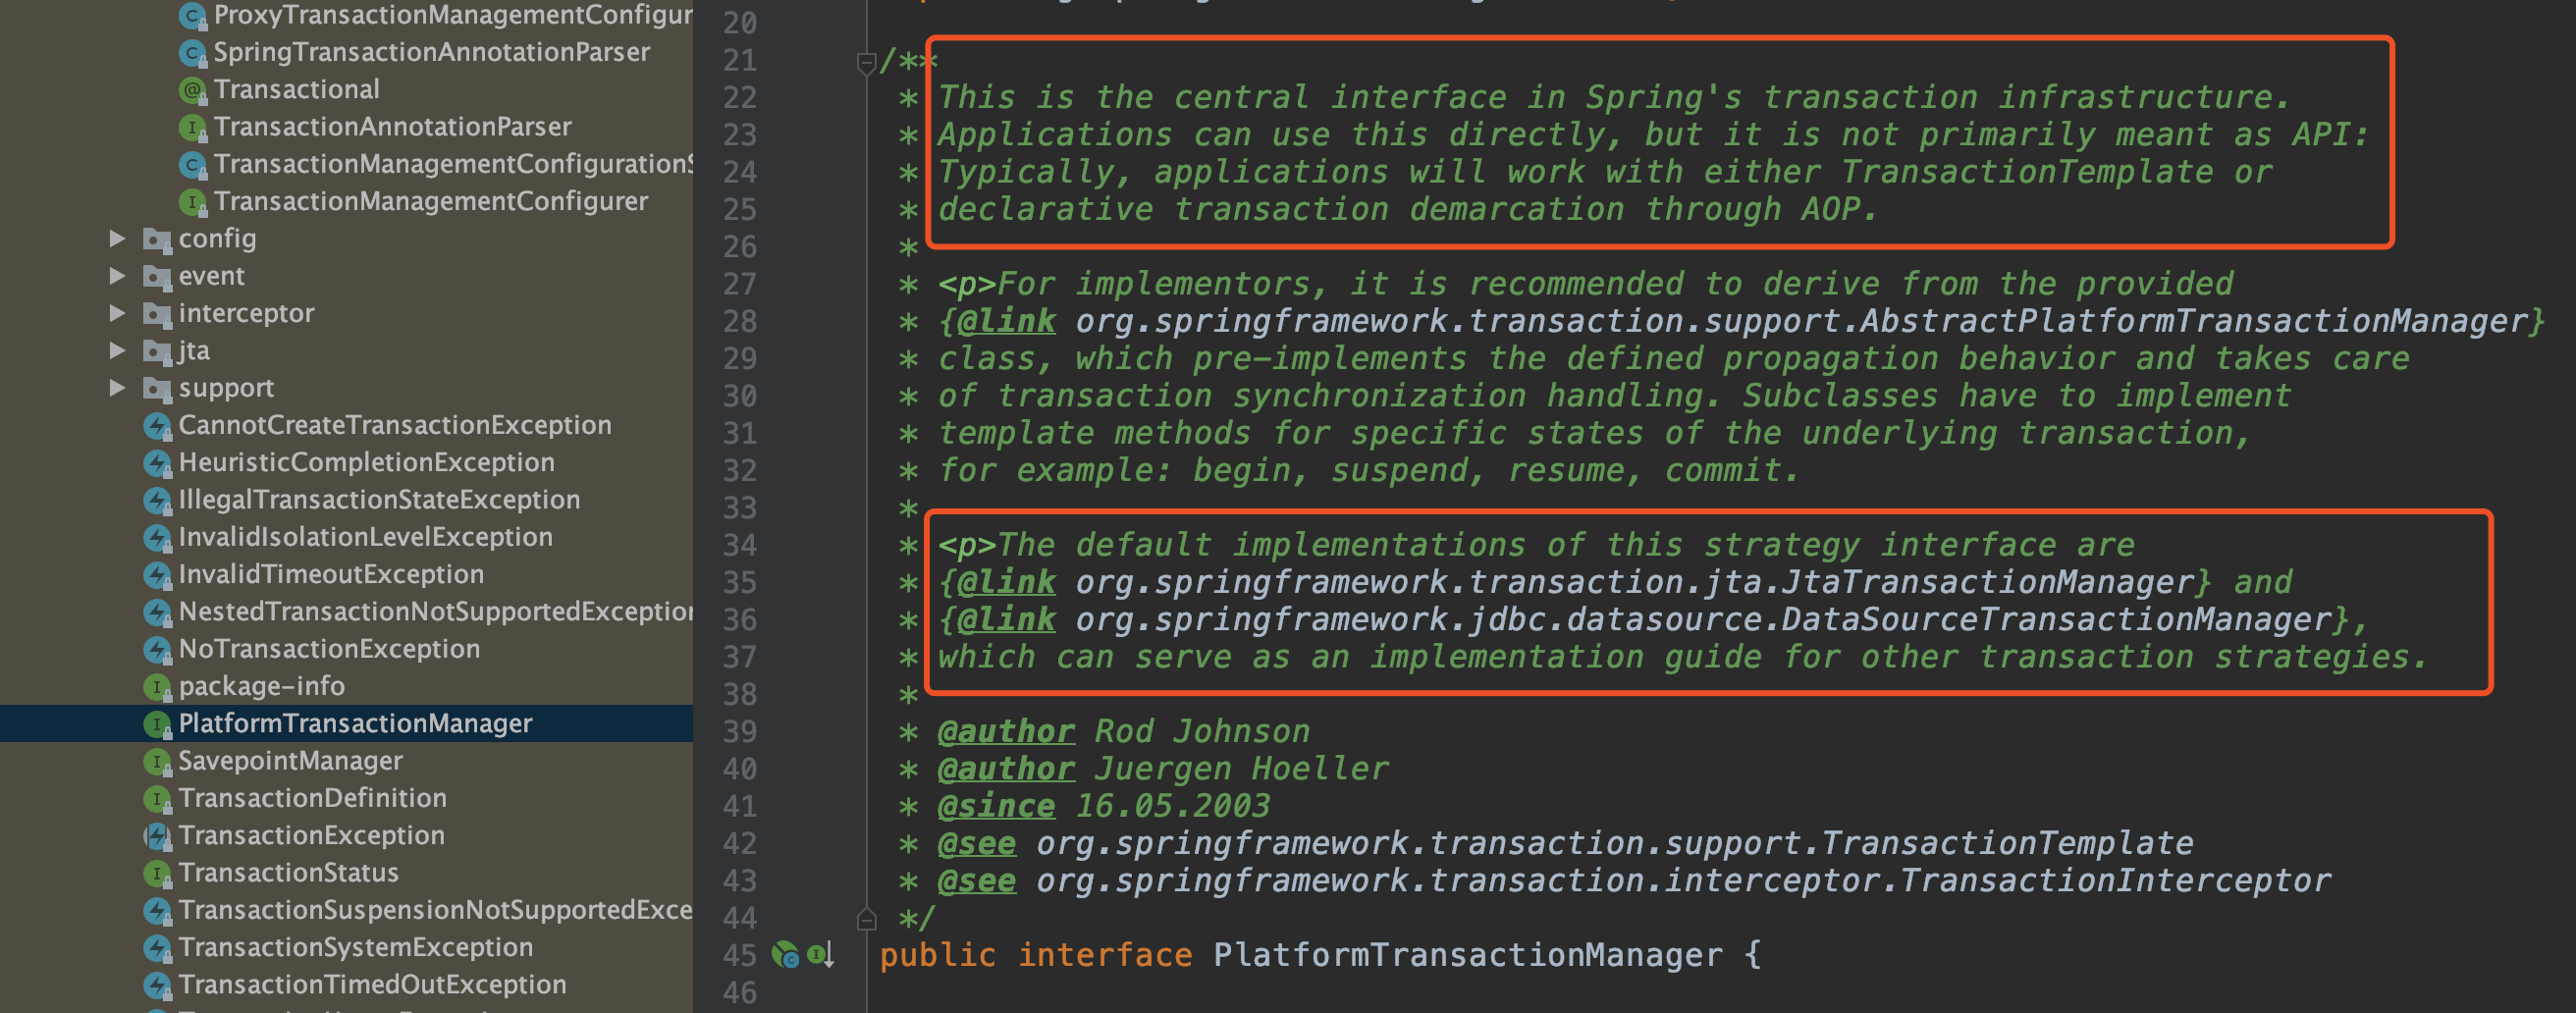 ProxyTransactionManagementConfigur
SpringTransactionAnnotationParser
Transactional
TransactionAnnotationParser
TransactionManagementConfigurationS
TransactionManagementConfigurer
config
event
interceptor
jta
support
CannotCreateTransactionException
HeuristicCompletionException
IllegalTransactionStateException
InvalidIsolationLevelException
InvalidTimeoutException
NestedTransactionNotSupportedException
NoTransactionException
package-info
PlatformTransactionManager
SavepointManager
TransactionDefinition
TransactionException
TransactionStatus
TransactionSuspensionNotSupportedExce
TransactionSystemException
TransactionTimedOutException
20
21 /**
22 * This is the central interface in Spring's transaction infrastructure.
23 * Applications can use this directly, but it is not primarily meant as API:
24 * Typically, applications will work with either TransactionTemplate or
25 * declarative transaction demarcation through AOP.
26 *
27 * <p>For implementors, it is recommended to derive from the provided
28 * {@link org.springframework.transaction.support.AbstractPlatformTransactionManager}
29 * class, which pre-implements the defined propagation behavior and takes care
30 * of transaction synchronization handling. Subclasses have to implement
31 * template methods for specific states of the underlying transaction,
32 * for example: begin, suspend, resume, commit.
33 *
34 * <p>The default implementations of this strategy interface are
35 * {@link org.springframework.transaction.jta.JtaTransactionManager} and
36 * {@link org.springframework.jdbc.datasource.DataSourceTransactionManager},
37 * which can serve as an implementation guide for other transaction strategies.
38 *
39 * @author Rod Johnson
40 * @author Juergen Hoeller
41 * @since 16.05.2003
42 * @see org.springframework.transaction.support.TransactionTemplate
43 * @see org.springframework.transaction.interceptor.TransactionInterceptor
44 */
45 public interface PlatformTransactionManager {
46